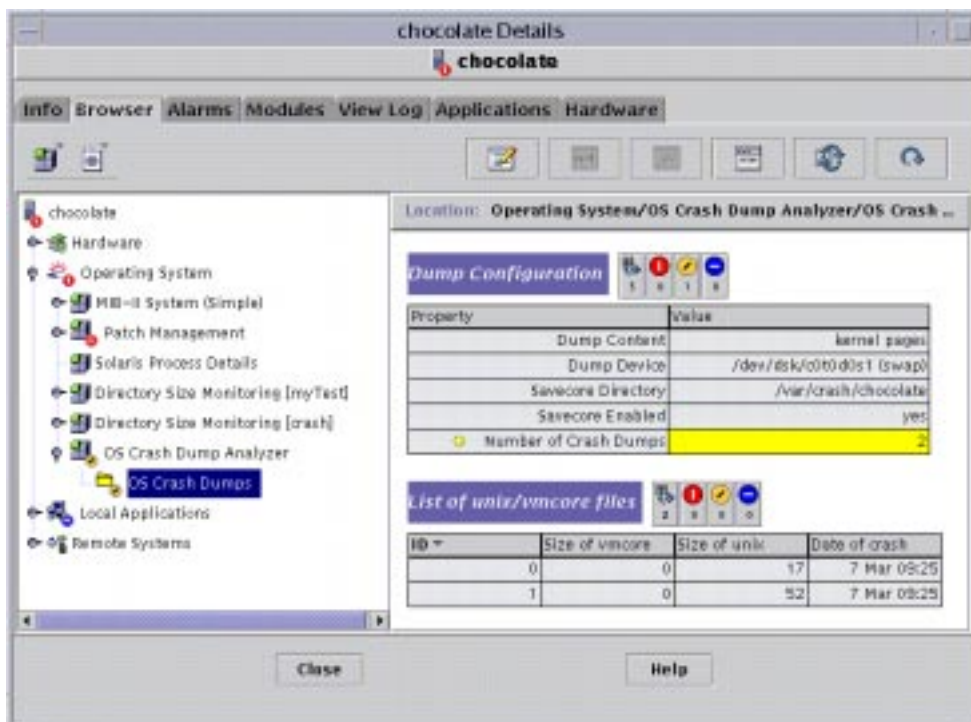 chocolate Details
chocolate
Info Browser Alarms Modules View Log Applications Hardware
chocolate
Hardware
Operating System
MIB-II System (Simple)
Patch Management
Solaris Process Details
Directory Size Monitoring [myTest]
Directory Size Monitoring [crash]
OS Crash Dump Analyzer
OS Crash Dumps
Local Applications
Remote Systems
Location: Operating System/OS Crash Dump Analyzer/OS Crash ...
Dump Configuration
Property Value
Dump Content kernel pages
Dump Device /dev/dsk/c0t0d0s1 (swap)
Savecore Directory /var/crash/chocolate
Savecore Enabled yes
Number of Crash Dumps 2
List of unix/vmcore files
ID Size of vmcore Size of unix Date of crash
0 0 17 7 Mar 09:25
1 0 52 7 Mar 09:25
Close Help